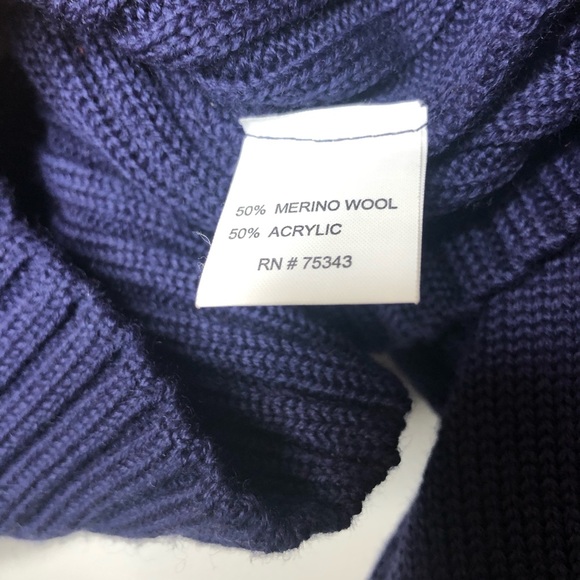 50% MERINO WOOL
50% ACRYLIC
RN # 75343